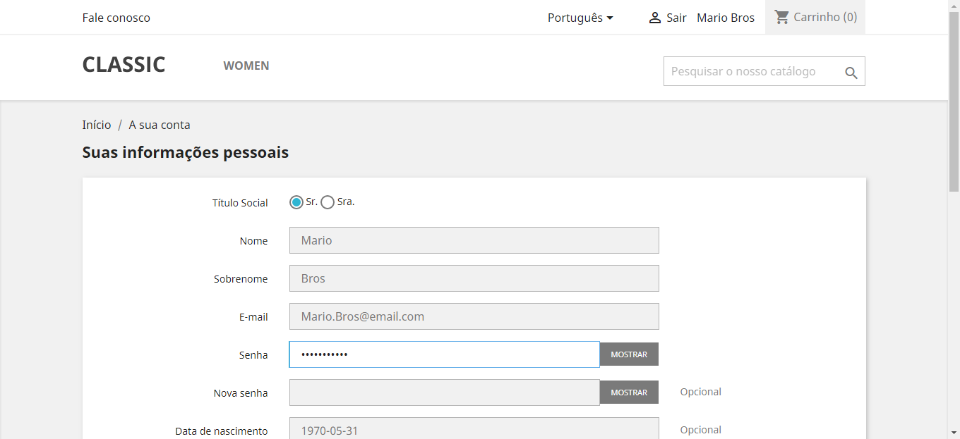 Fale conosco Português Sair Mario Bros Carrinho (0)
CLASSIC WOMEN Pesquisar o nosso catálogo
Início / A sua conta
Suas informações pessoais
Título Social Sr. Sra.
Nome Mario
Sobrenome Bros
E-mail Mario.Bros@email.com
Senha ••••••••••• MOSTRAR
Nova senha MOSTRAR Opcional
Data de nascimento 1970-05-31 Opcional